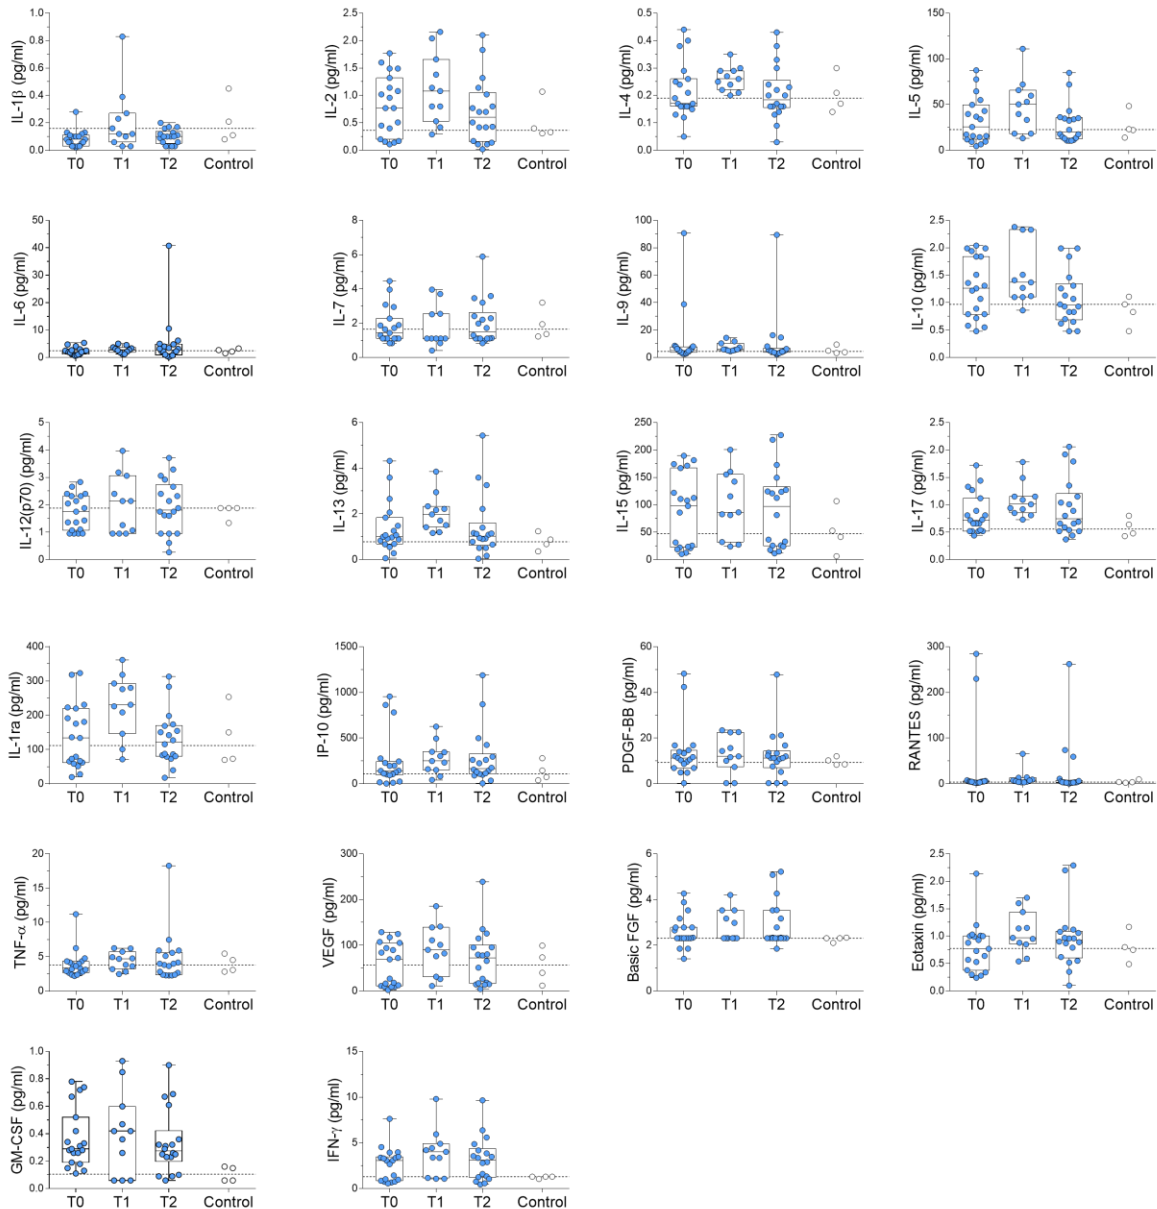 IL-1β (pg/ml)
1.0
0.8
0.6
0.4
0.2
0.0
T0 T1 T2 Control
IL-2 (pg/ml)
2.5
2.0
1.5
1.0
0.5
0.0
T0 T1 T2 Control
IL-4 (pg/ml)
0.5
0.4
0.3
0.2
0.1
0.0
T0 T1 T2 Control
IL-5 (pg/ml)
150
100
50
0
T0 T1 T2 Control
IL-6 (pg/ml)
50
40
30
20
10
0
T0 T1 T2 Control
IL-7 (pg/ml)
8
6
4
2
0
T0 T1 T2 Control
IL-9 (pg/ml)
100
80
60
40
20
0
T0 T1 T2 Control
IL-10 (pg/ml)
2.5
2.0
1.5
1.0
0.5
0.0
T0 T1 T2 Control
IL-12(p70) (pg/ml)
5
4
3
2
1
0
T0 T1 T2 Control
IL-13 (pg/ml)
6
4
2
0
T0 T1 T2 Control
IL-15 (pg/ml)
250
200
150
100
50
0
T0 T1 T2 Control
IL-17 (pg/ml)
2.5
2.0
1.5
1.0
0.5
0.0
T0 T1 T2 Control
IL-1ra (pg/ml)
400
300
200
100
0
T0 T1 T2 Control
IP-10 (pg/ml)
1500
1000
500
0
T0 T1 T2 Control
PDGF-BB (pg/ml)
60
40
20
0
T0 T1 T2 Control
RANTES (pg/ml)
300
200
100
0
T0 T1 T2 Control
TNF-α (pg/ml)
20
15
10
5
0
T0 T1 T2 Control
VEGF (pg/ml)
300
200
100
0
T0 T1 T2 Control
Basic FGF (pg/ml)
6
4
2
0
T0 T1 T2 Control
Eotaxin (pg/ml)
2.5
2.0
1.5
1.0
0.5
0.0
T0 T1 T2 Control
GM-CSF (pg/ml)
1.0
0.8
0.6
0.4
0.2
0.0
T0 T1 T2 Control
IFN-γ (pg/ml)
15
10
5
0
T0 T1 T2 Control